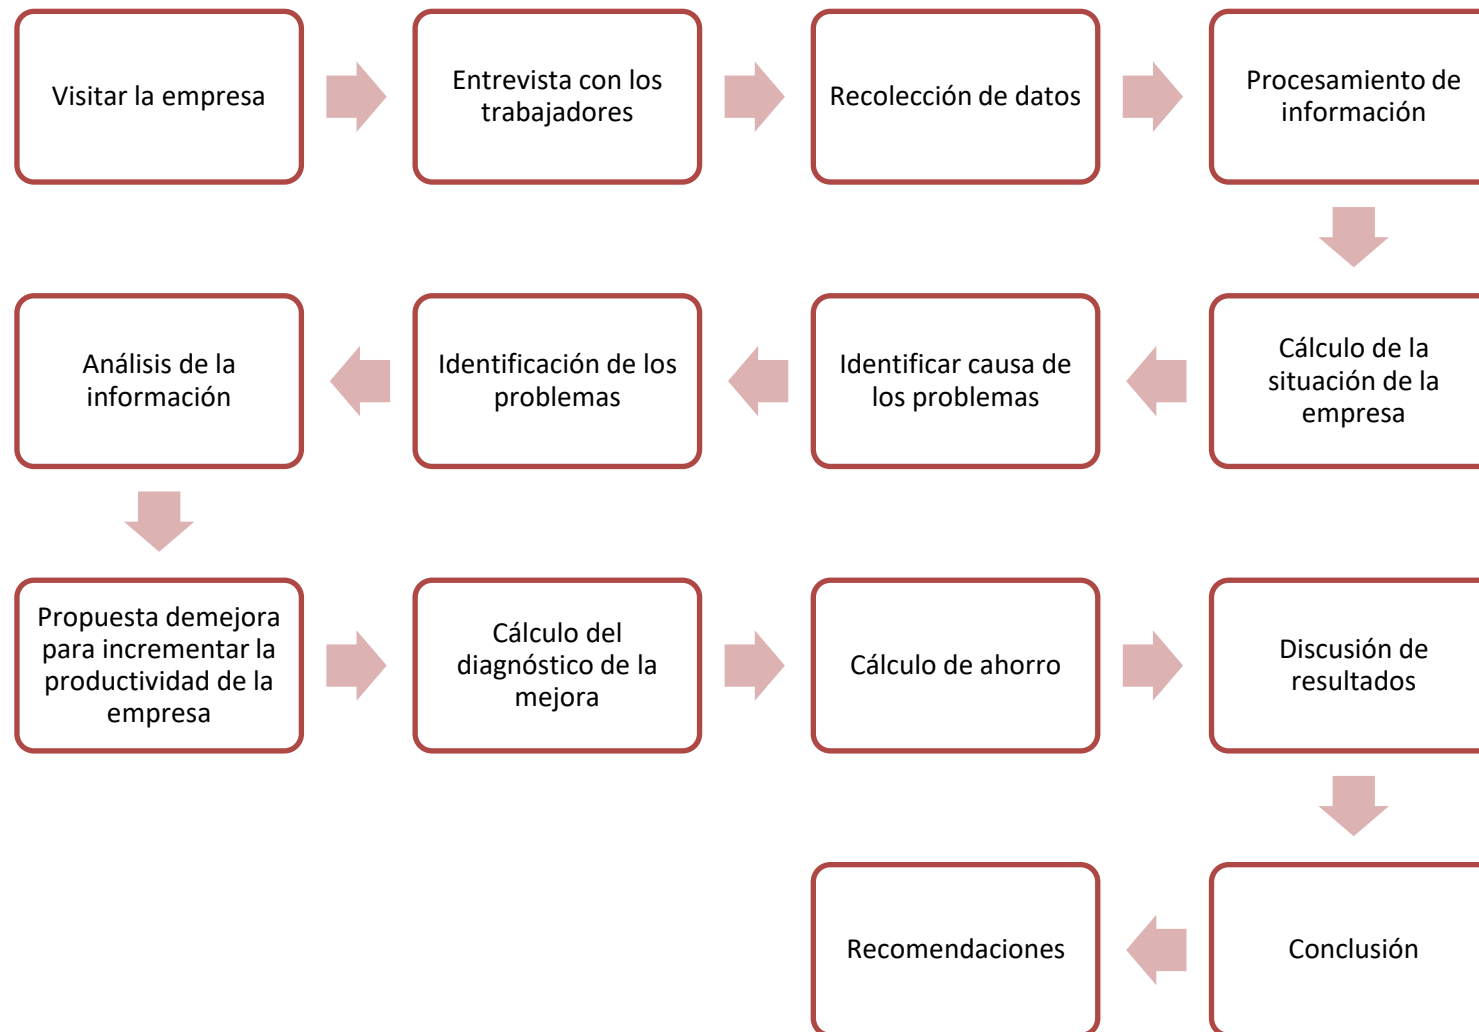 Visitar la empresa
Entrevista con los
trabajadores
Recolección de datos
Procesamiento de
información
Cálculo de la
situación de la
empresa
Identificar causa de
los problemas
Identificación de los
problemas
Análisis de la
información
Propuesta demejora
para incrementar la
productividad de la
empresa
Cálculo del
diagnóstico de la
mejora
Cálculo de ahorro
Discusión de
resultados
Conclusión
Recomendaciones